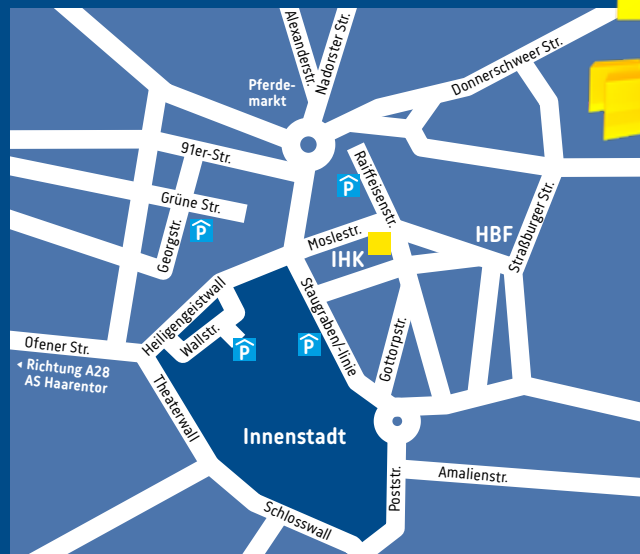 Alexanderstr.
Nadorster Str.
Donnerschweer Str.
Pferde-
markt
91er-Str.
Raiffeisenstr.
P
Grüne Str.
Straßburger Str.
P
Georgstr.
Moslestr.
HBF
IHK
Heiligengeistwall
Staugraben/-linie
Wallstr.
P
P
Gottorpstr.
Ofener Str.
Richtung A28
AS Haarentor
Theaterwall
Innenstadt
Poststr.
Amalienstr.
Schlosswall